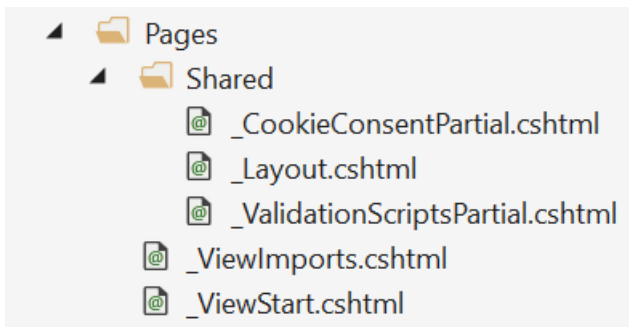 Pages
Shared
_CookieConsentPartial.cshtml
_Layout.cshtml
_ValidationScriptsPartial.cshtml
_ViewImports.cshtml
_ViewStart.cshtml